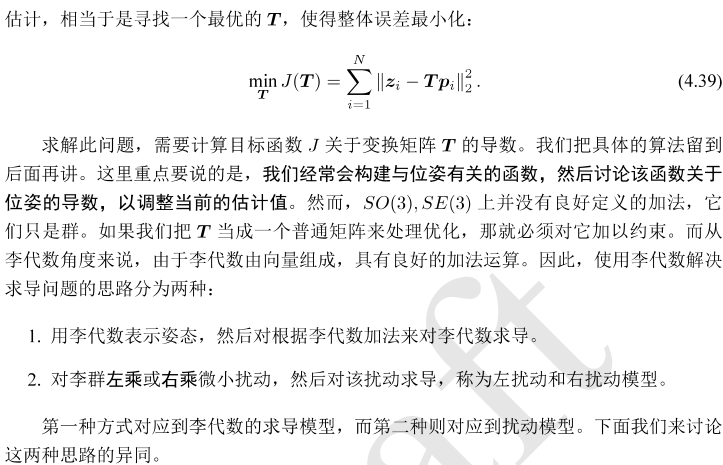 估计，相当于是寻找一个最优的 T，使得整体误差最小化：
min_T J(T) = ∑_{i=1}^{N} ‖z_i − Tp_i‖_2^2 . (4.39)
求解此问题，需要计算目标函数 J 关于变换矩阵 T 的导数。我们把具体的算法留到
后面再讲。这里重点要说的是，我们经常会构建与位姿有关的函数，然后讨论该函数关于
位姿的导数，以调整当前的估计值。然而，SO(3), SE(3) 上并没有良好定义的加法，它
们只是群。如果我们把 T 当成一个普通矩阵来处理优化，那就必须对它加以约束。而从
李代数角度来说，由于李代数由向量组成，具有良好的加法运算。因此，使用李代数解决
求导问题的思路分为两种：
1. 用李代数表示姿态，然后对根据李代数加法来对李代数求导。
2. 对李群左乘或右乘微小扰动，然后对该扰动求导，称为左扰动和右扰动模型。
第一种方式对应到李代数的求导模型，而第二种则对应到扰动模型。下面我们来讨论
这两种思路的异同。